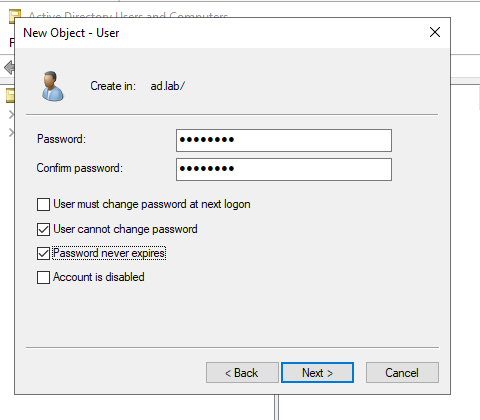 Active Directory Users and Computers
New Object - User
Create in: ad.lab/
Password: ●●●●●●●●
Confirm password: ●●●●●●●●
User must change password at next logon
User cannot change password
Password never expires
Account is disabled
< Back Next > Cancel